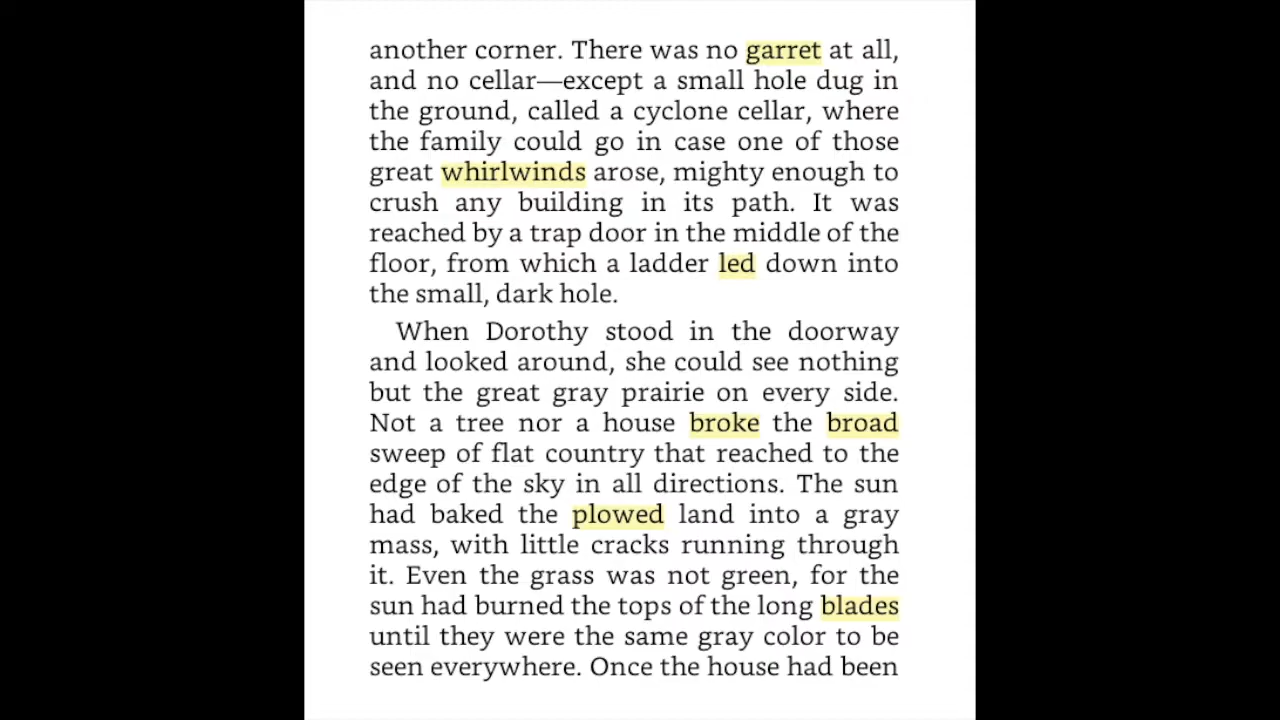 another corner. There was no garret at all,
and no cellar—except a small hole dug in
the ground, called a cyclone cellar, where
the family could go in case one of those
great whirlwinds arose, mighty enough to
crush any building in its path. It was
reached by a trap door in the middle of the
floor, from which a ladder led down into
the small, dark hole.
When Dorothy stood in the doorway
and looked around, she could see nothing
but the great gray prairie on every side.
Not a tree nor a house broke the broad
sweep of flat country that reached to the
edge of the sky in all directions. The sun
had baked the plowed land into a gray
mass, with little cracks running through
it. Even the grass was not green, for the
sun had burned the tops of the long blades
until they were the same gray color to be
seen everywhere. Once the house had been